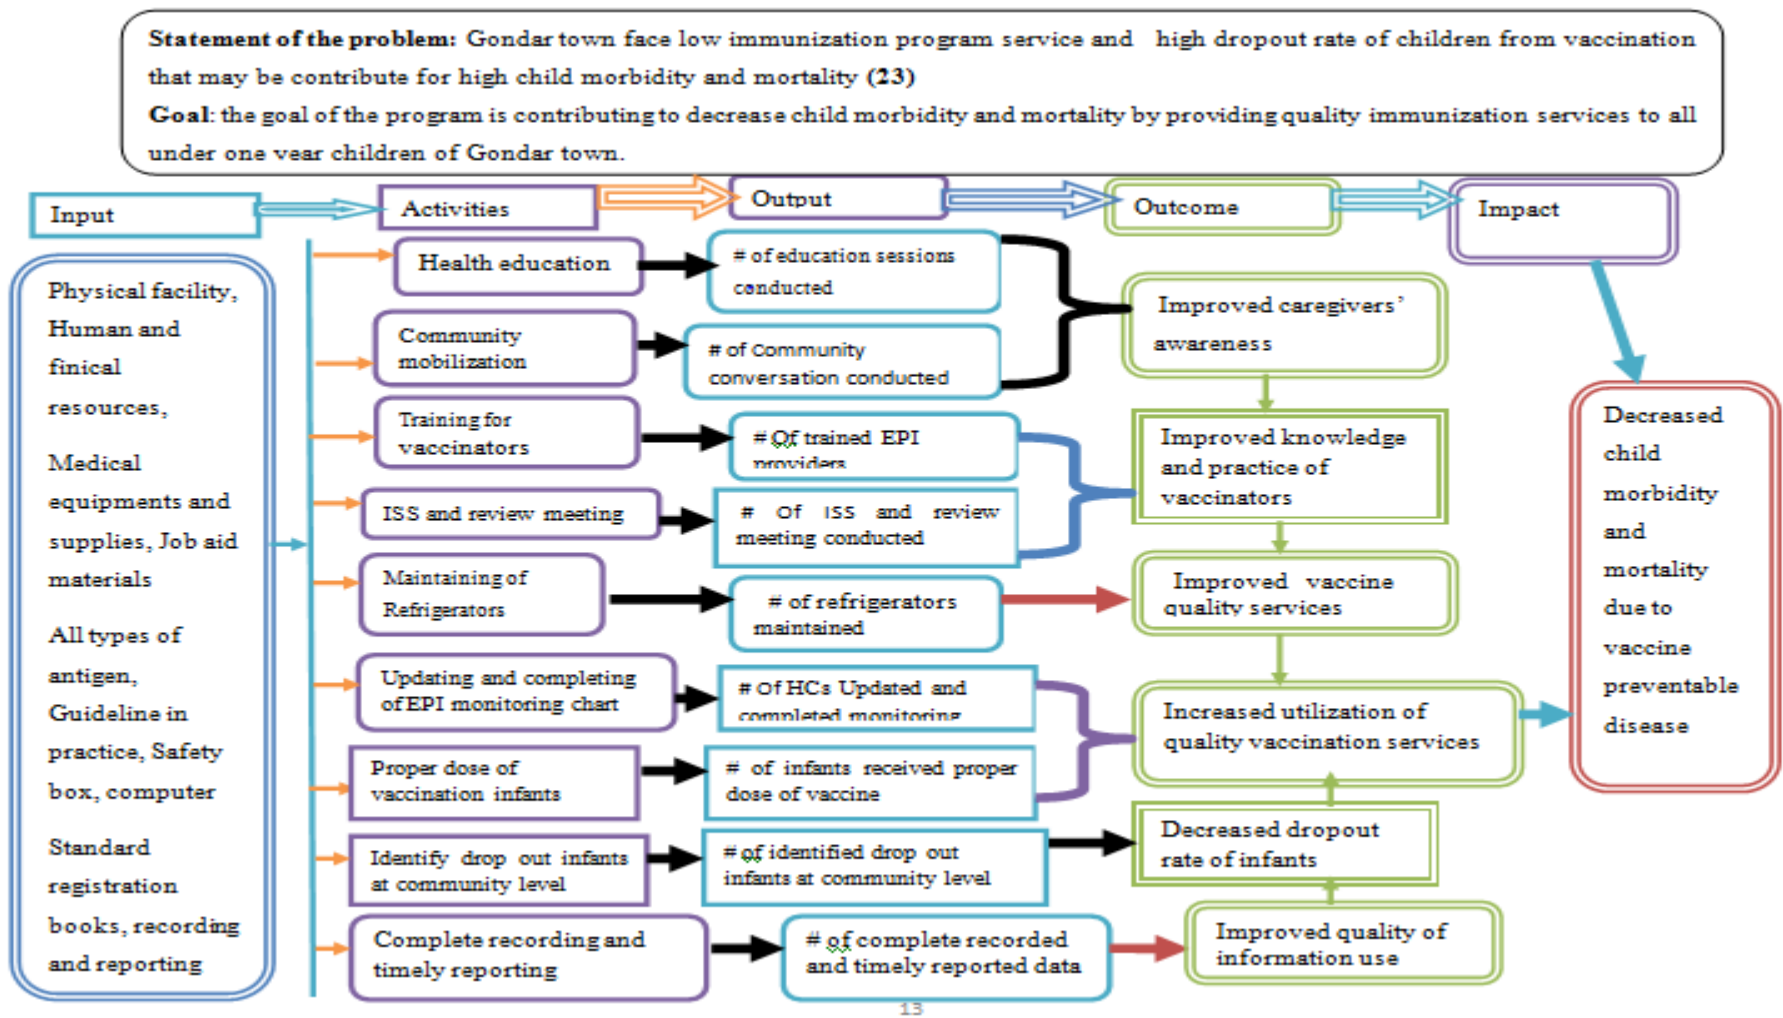 Statement of the problem: Gondar town face low immunization program service and high dropout rate of children from vaccination
that may be contribute for high child morbidity and mortality (23)
Goal: the goal of the program is contributing to decrease child morbidity and mortality by providing quality immunization services to all
under one year children of Gondar town.
Input
Activities
Output
Outcome
Impact
Physical facility,
Human and
finical
resources,
Medical
equipments and
supplies, Job aid
materials
All types of
antigen,
Guideline in
practice, Safety
box, computer
Standard
registration
books, recording
and reporting
Health education
Community
mobilization
Training for
vaccinators
ISS and review meeting
Maintaining of
Refrigerators
Updating and completing
of EPI monitoring chart
Proper dose of
vaccination infants
Identify drop out infants
at community level
Complete recording and
timely reporting
# of education sessions
conducted
# of Community
conversation conducted
# Of trained EPI
providers
# Of ISS and review
meeting conducted
# of refrigerators
maintained
# Of HCs Updated and
completed monitoring
# of infants received proper
dose of vaccine
# of identified drop out
infants at community level
# of complete recorded
and timely reported data
Improved caregivers’
awareness
Improved knowledge
and practice of
vaccinators
Improved vaccine
quality services
Increased utilization of
quality vaccination services
Decreased dropout
rate of infants
Improved quality of
information use
Decreased
child
morbidity
and
mortality
due to
vaccine
preventable
disease
13